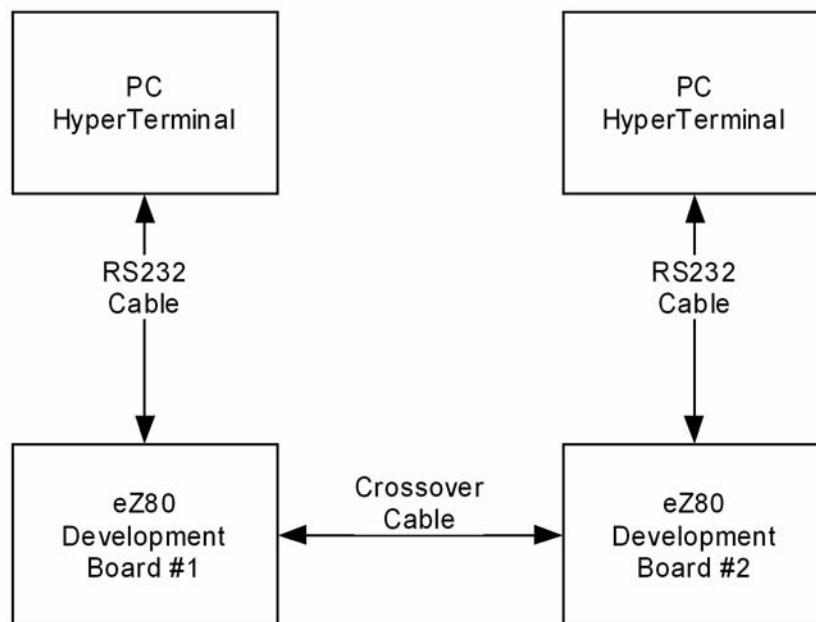 PC
HyperTerminal
PC
HyperTerminal
RS232
Cable
RS232
Cable
eZ80
Development
Board #1
Crossover
Cable
eZ80
Development
Board #2